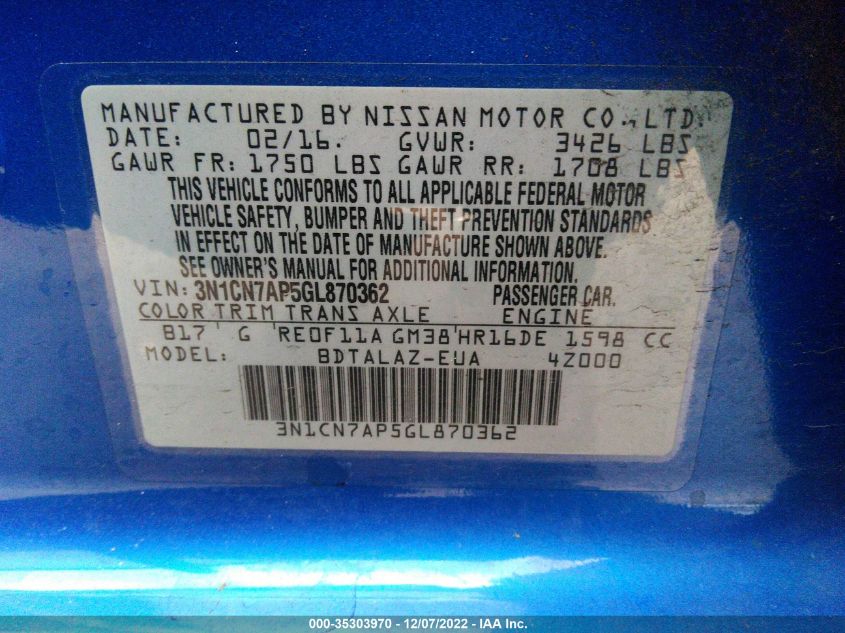 MANUFACTURED BY NISSAN MOTOR CO., LTD.
DATE: 02/16. GVWR: 3426 LBS
GAWR FR: 1750 LBS GAWR RR: 1708 LBS
THIS VEHICLE CONFORMS TO ALL APPLICABLE FEDERAL MOTOR
VEHICLE SAFETY, BUMPER AND THEFT PREVENTION STANDARDS
IN EFFECT ON THE DATE OF MANUFACTURE SHOWN ABOVE.
SEE OWNER'S MANUAL FOR ADDITIONAL INFORMATION.
VIN: 3N1CN7AP5GL870362 PASSENGER CAR.
COLOR TRIM TRANS AXLE ENGINE
B17 G RE0F11A GM38 HR16DE 1598 CC
MODEL: BDTALAZ-EUA 4Z000
3N1CN7AP5GL870362
000-35303970 - 12/07/2022 - IAA Inc.